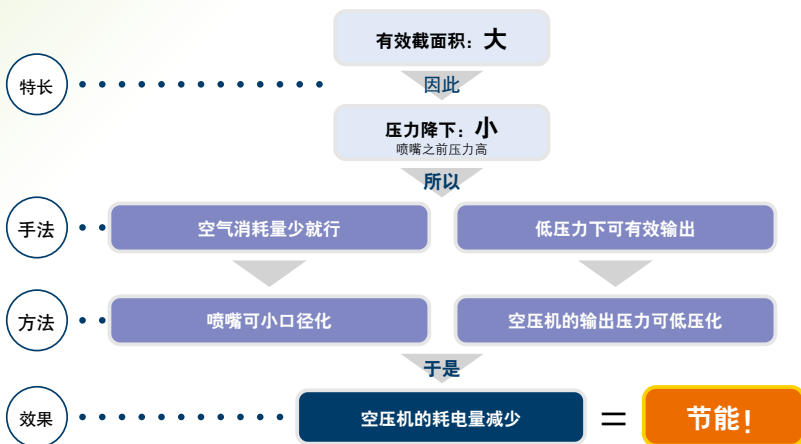 有效截面积：大
特长
因此
压力降下：小
喷嘴之前压力高
所以
手法
空气消耗量少就行
低压力下可有效输出
方法
喷嘴可小口径化
空压机的输出压力可低压化
于是
效果
空压机的耗电量减少
=
节能！